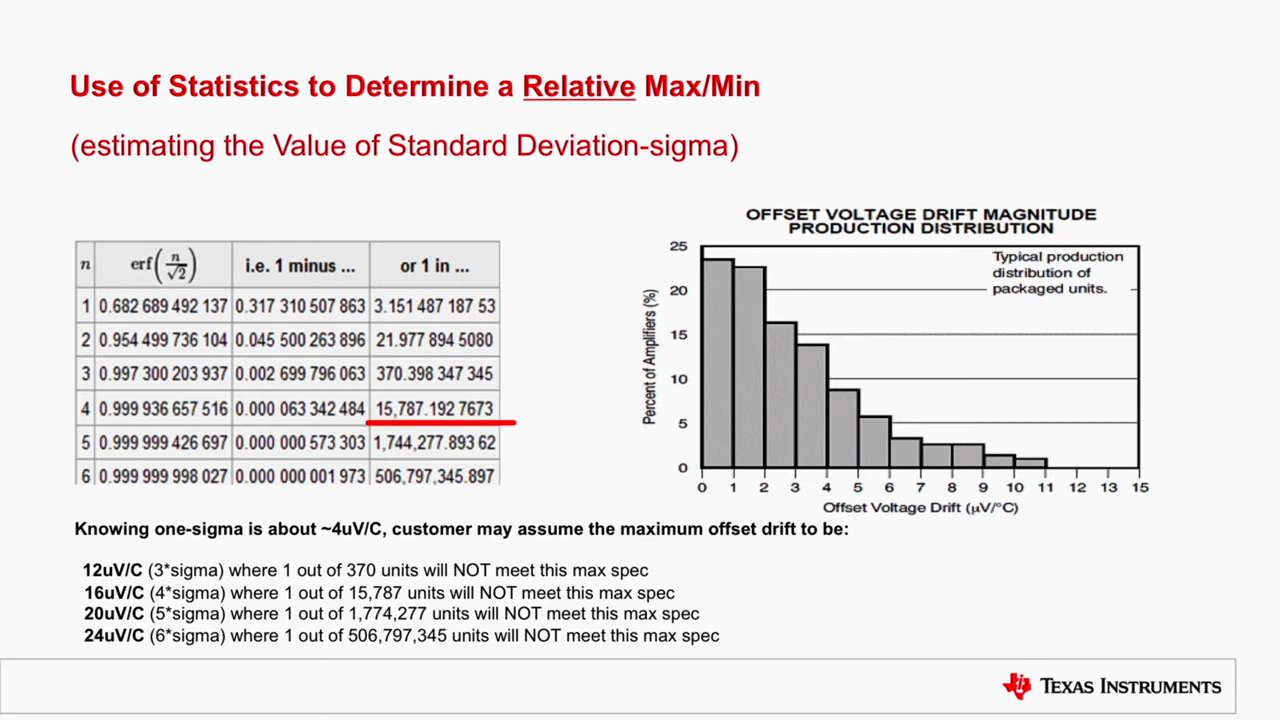 Use of Statistics to Determine a Relative Max/Min
(estimating the Value of Standard Deviation-sigma)
n erf(n/√2) i.e. 1 minus ... or 1 in ...
1 0.682 689 492 137 0.317 310 507 863 3.151 487 187 53
2 0.954 499 736 104 0.045 500 263 896 21.977 894 5080
3 0.997 300 203 937 0.002 699 796 063 370.398 347 345
4 0.999 936 657 516 0.000 063 342 484 15,787.192 7673
5 0.999 999 426 697 0.000 000 573 303 1,744,277.893 62
6 0.999 999 998 027 0.000 000 001 973 506,797,345.897
OFFSET VOLTAGE DRIFT MAGNITUDE
PRODUCTION DISTRIBUTION
Typical production
distribution of
packaged units.
Percent of Amplifiers (%)
25
20
15
10
5
0
0 1 2 3 4 5 6 7 8 9 10 11 12 13 15
Offset Voltage Drift (μV/°C)
Knowing one-sigma is about ~4uV/C, customer may assume the maximum offset drift to be:
12uV/C (3*sigma) where 1 out of 370 units will NOT meet this max spec
16uV/C (4*sigma) where 1 out of 15,787 units will NOT meet this max spec
20uV/C (5*sigma) where 1 out of 1,774,277 units will NOT meet this max spec
24uV/C (6*sigma) where 1 out of 506,797,345 units will NOT meet this max spec
TEXAS INSTRUMENTS